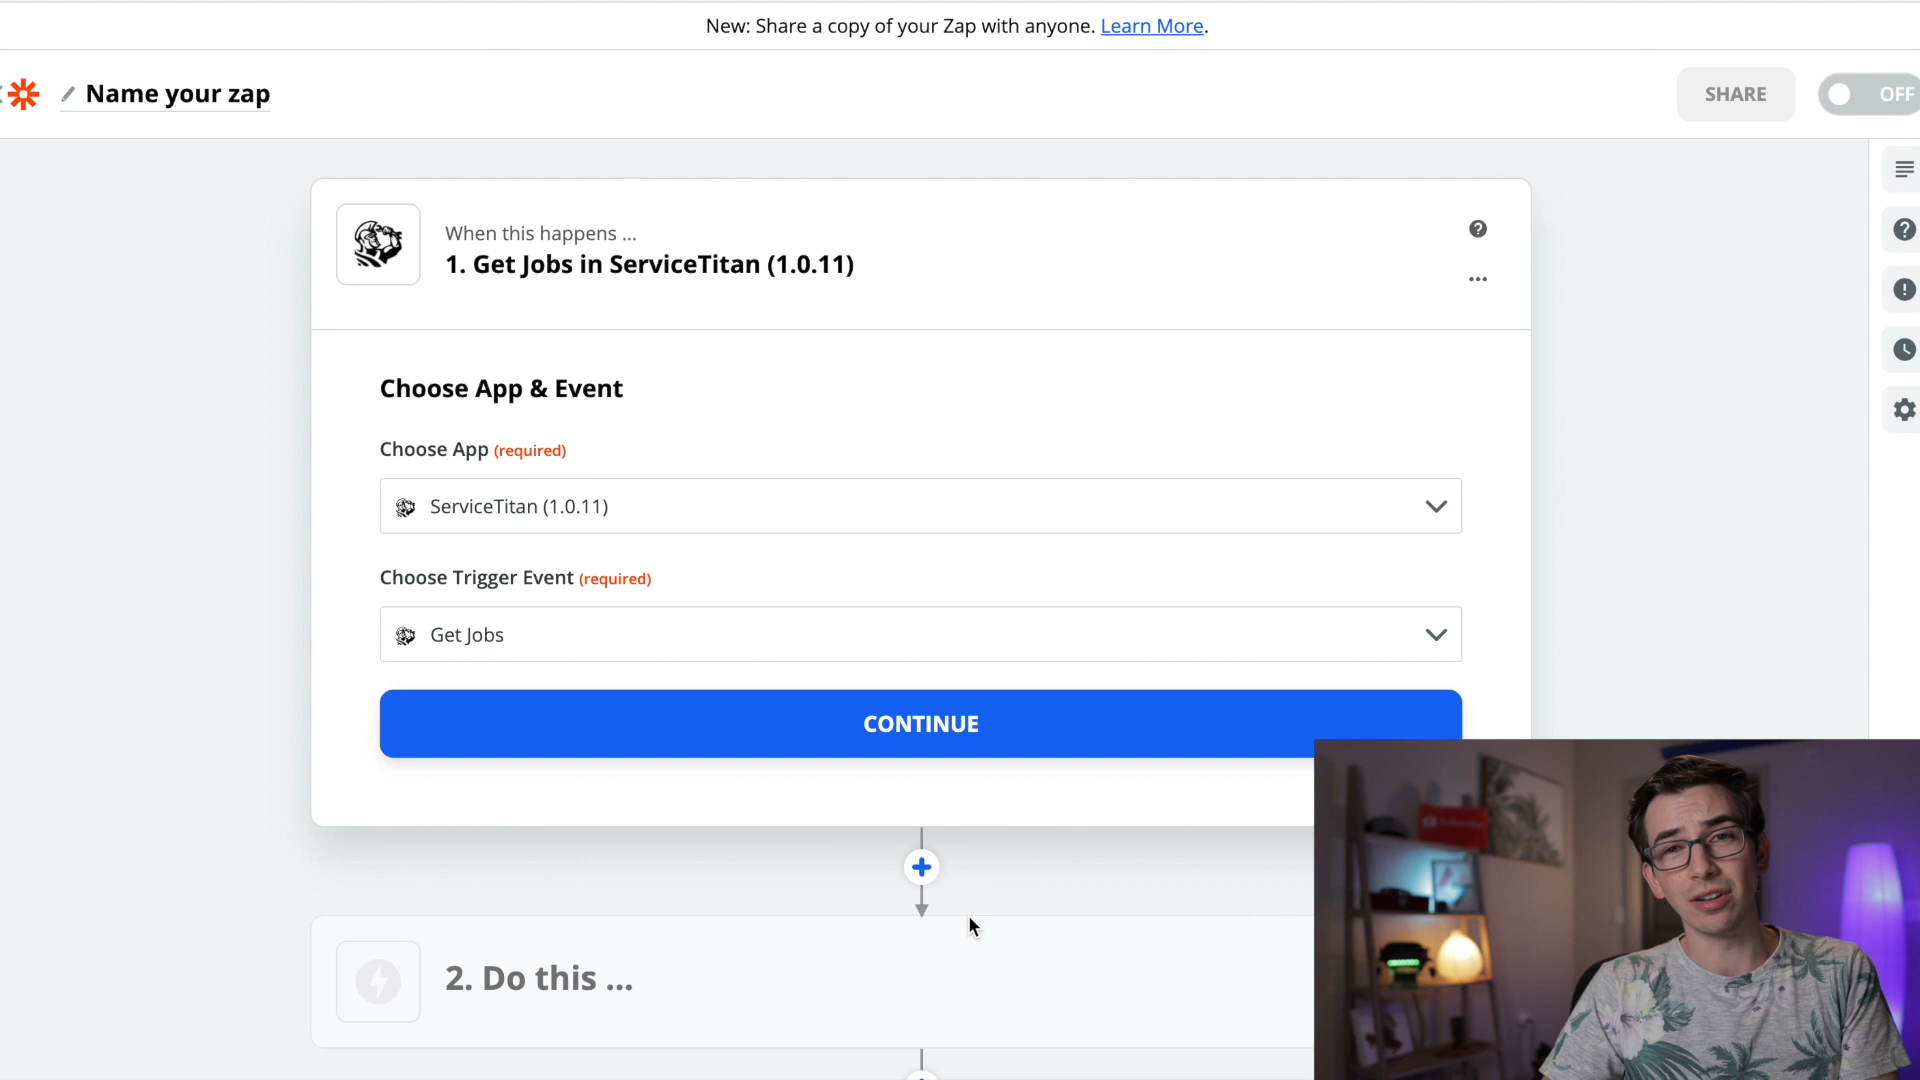 New: Share a copy of your Zap with anyone. Learn More.
Name your zap
SHARE
OFF
When this happens ...
1. Get Jobs in ServiceTitan (1.0.11)
Choose App & Event
Choose App (required)
ServiceTitan (1.0.11)
Choose Trigger Event (required)
Get Jobs
CONTINUE
2. Do this ...